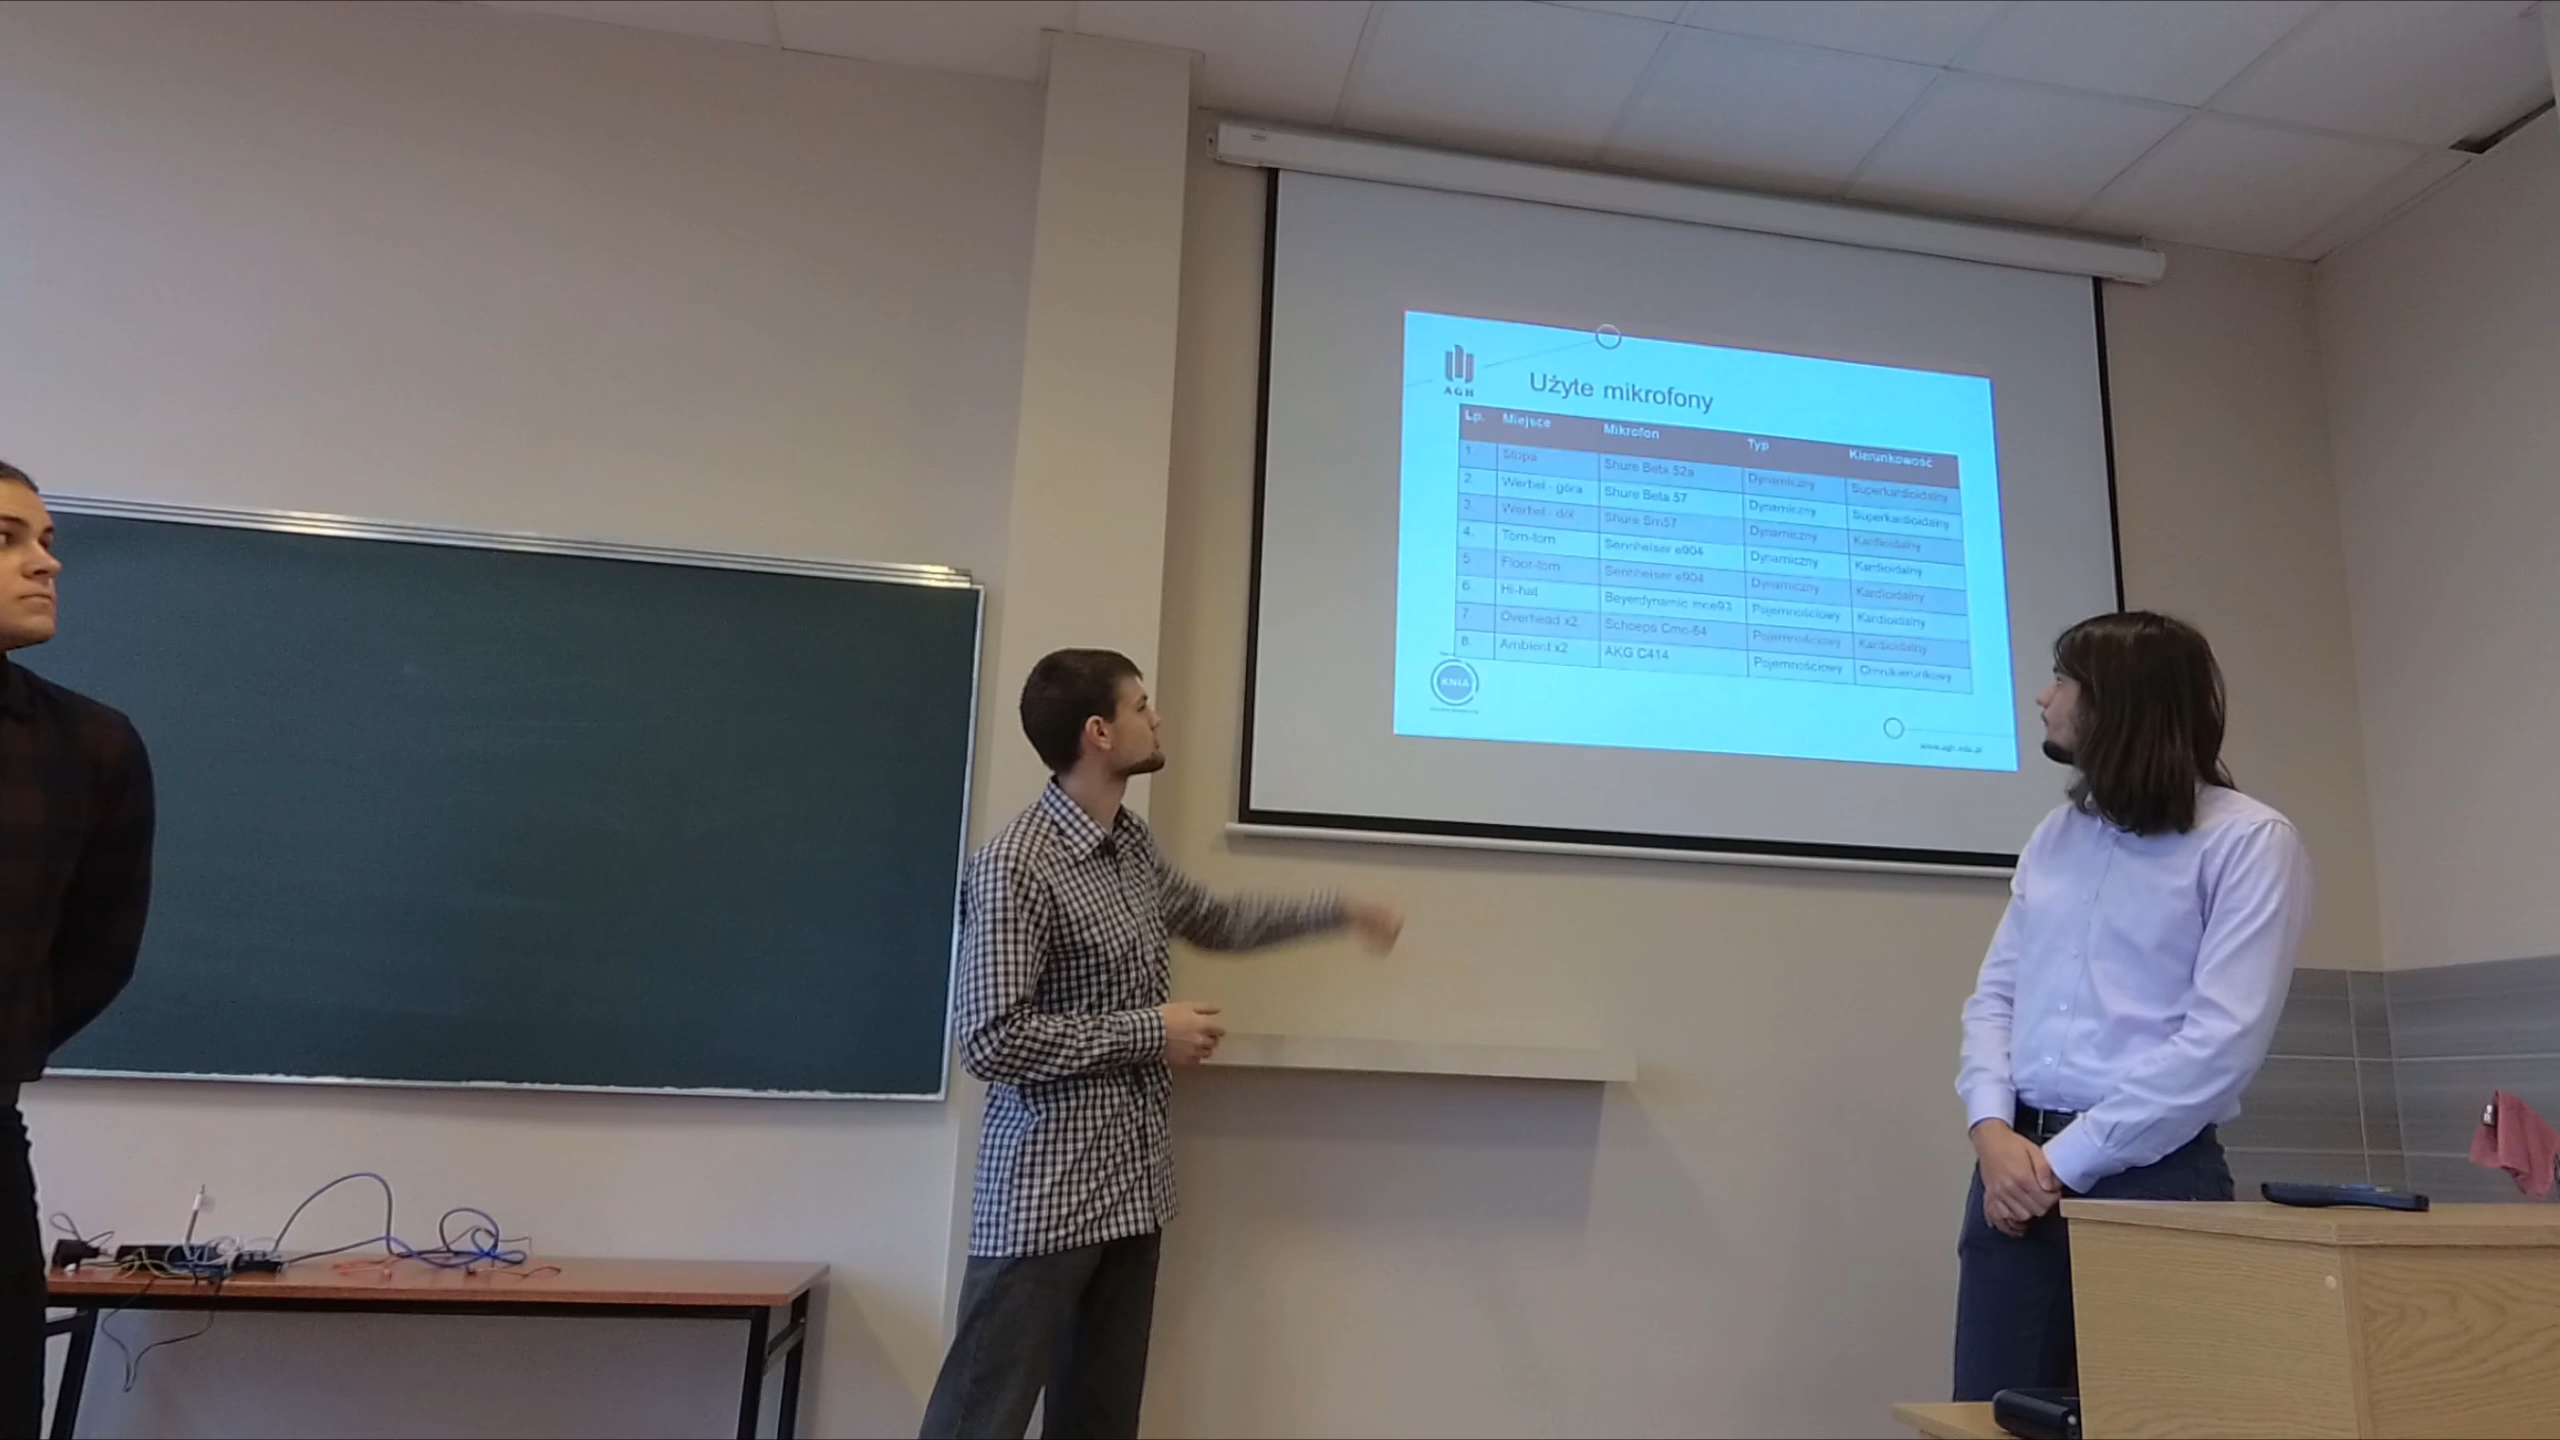 AGH
Użyte mikrofony
Lp. Miejsce Mikrofon Typ Kierunkowość
1. Stopa Shure Beta 52a Dynamiczny Superkardioidalny
2. Werbel - góra Shure Beta 57 Dynamiczny Superkardioidalny
3. Werbel - dół Shure Sm57 Dynamiczny Kardioidalny
4. Tom-tom Sennheiser e904 Dynamiczny Kardioidalny
5. Floor-tom Sennheiser e904 Dynamiczny Kardioidalny
6. Hi-hat Beyerdynamic mce93 Pojemnościowy Kardioidalny
7. Overhead x2 Schoeps Cmc-64 Pojemnościowy Kardioidalny
8. Ambient x2 AKG C414 Pojemnościowy Omnikierunkowy
KNIA
www.agh.edu.pl